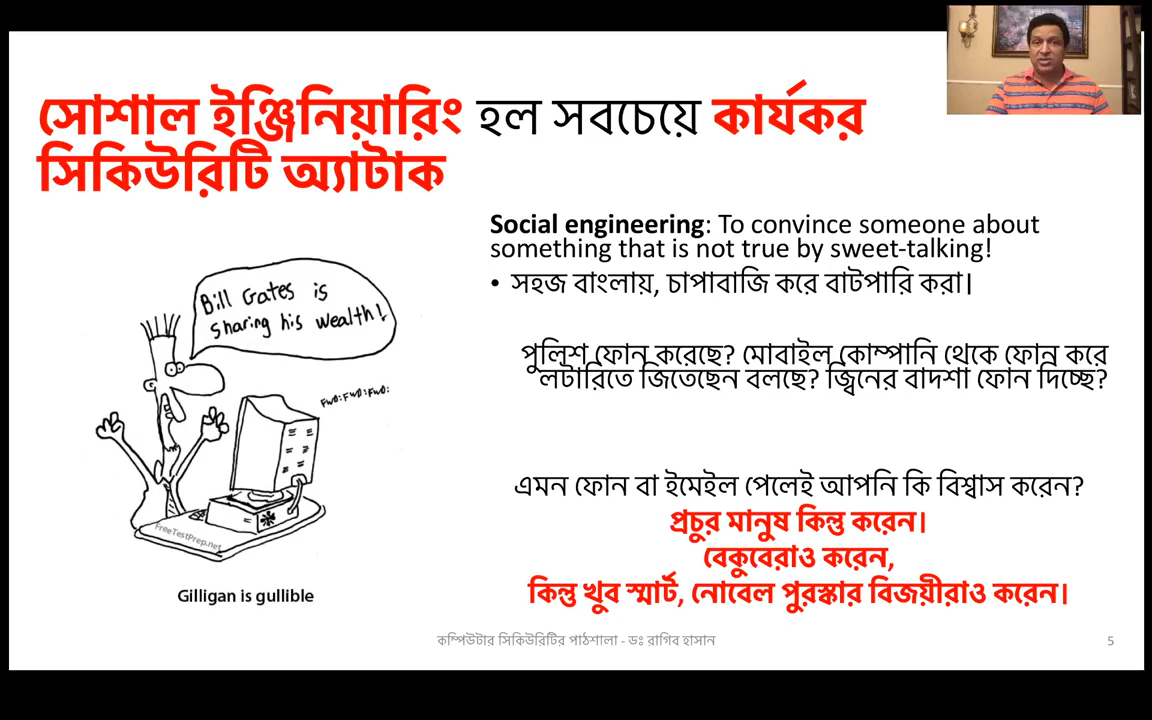 সোশাল ইঞ্জিনিয়ারিং হল সবচেয়ে কার্যকর
সিকিউরিটি অ্যাটাক
Social engineering: To convince someone about
something that is not true by sweet-talking!
• সহজ বাংলায়, চাপাবাজি করে বাটপারি করা।
Bill Gates is
sharing his wealth!
FWD:FWD:FWD:
FreeTestPrep.net
Gilligan is gullible
পুলিশ ফোন করেছে? মোবাইল কোম্পানি থেকে ফোন করে
লটারিতে জিতেছেন বলছে? জ্বিনের বাদশা ফোন দিচ্ছে?
এমন ফোন বা ইমেইল পেলেই আপনি কি বিশ্বাস করেন?
প্রচুর মানুষ কিন্তু করেন।
বেকুবেরাও করেন,
কিন্তু খুব স্মার্ট, নোবেল পুরস্কার বিজয়ীরাও করেন।
কম্পিউটার সিকিউরিটির পাঠশালা - ডঃ রাগিব হাসান
5